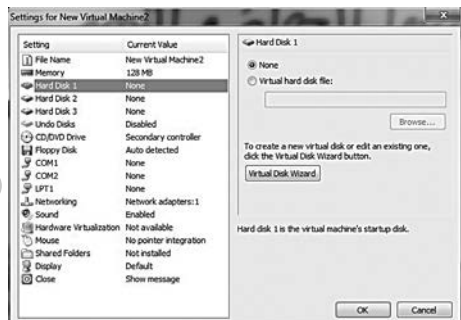 Settings for New Virtual Machine2
Setting Current Value
File Name New Virtual Machine2
Memory 128 MB
Hard Disk 1 None
Hard Disk 2 None
Hard Disk 3 None
Undo Disks Disabled
CD/DVD Drive Secondary controller
Floppy Disk Auto detected
COM1 None
COM2 None
LPT1 None
Networking Network adapters:1
Sound Enabled
Hardware Virtualization Not available
Mouse No pointer integration
Shared Folders Not installed
Display Default
Close Show message
Hard Disk 1
None
Virtual hard disk file:
Browse...
To create a new virtual disk or edit an existing one,
click the Virtual Disk Wizard button.
Virtual Disk Wizard
Hard disk 1 is the virtual machine's startup disk.
OK Cancel